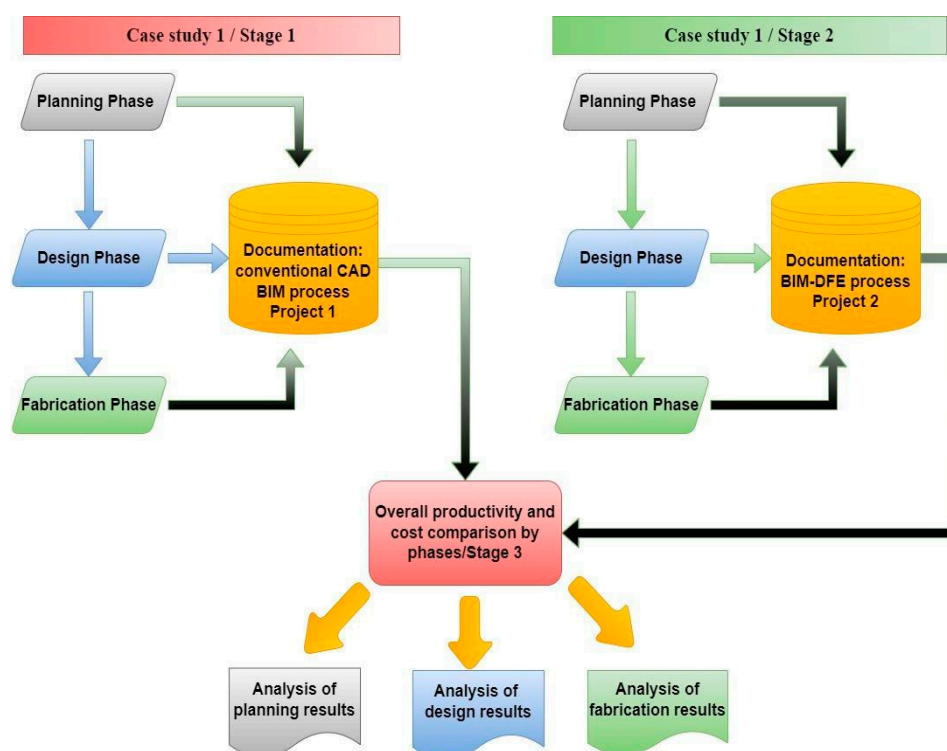 Case study 1 / Stage 1
Planning Phase
Design Phase
Fabrication Phase
Documentation:
conventional CAD
BIM process
Project 1
Case study 1 / Stage 2
Planning Phase
Design Phase
Fabrication Phase
Documentation:
BIM-DFE process
Project 2
Overall productivity and
cost comparison by
phases/Stage 3
Analysis of
planning results
Analysis of
design results
Analysis of
fabrication results